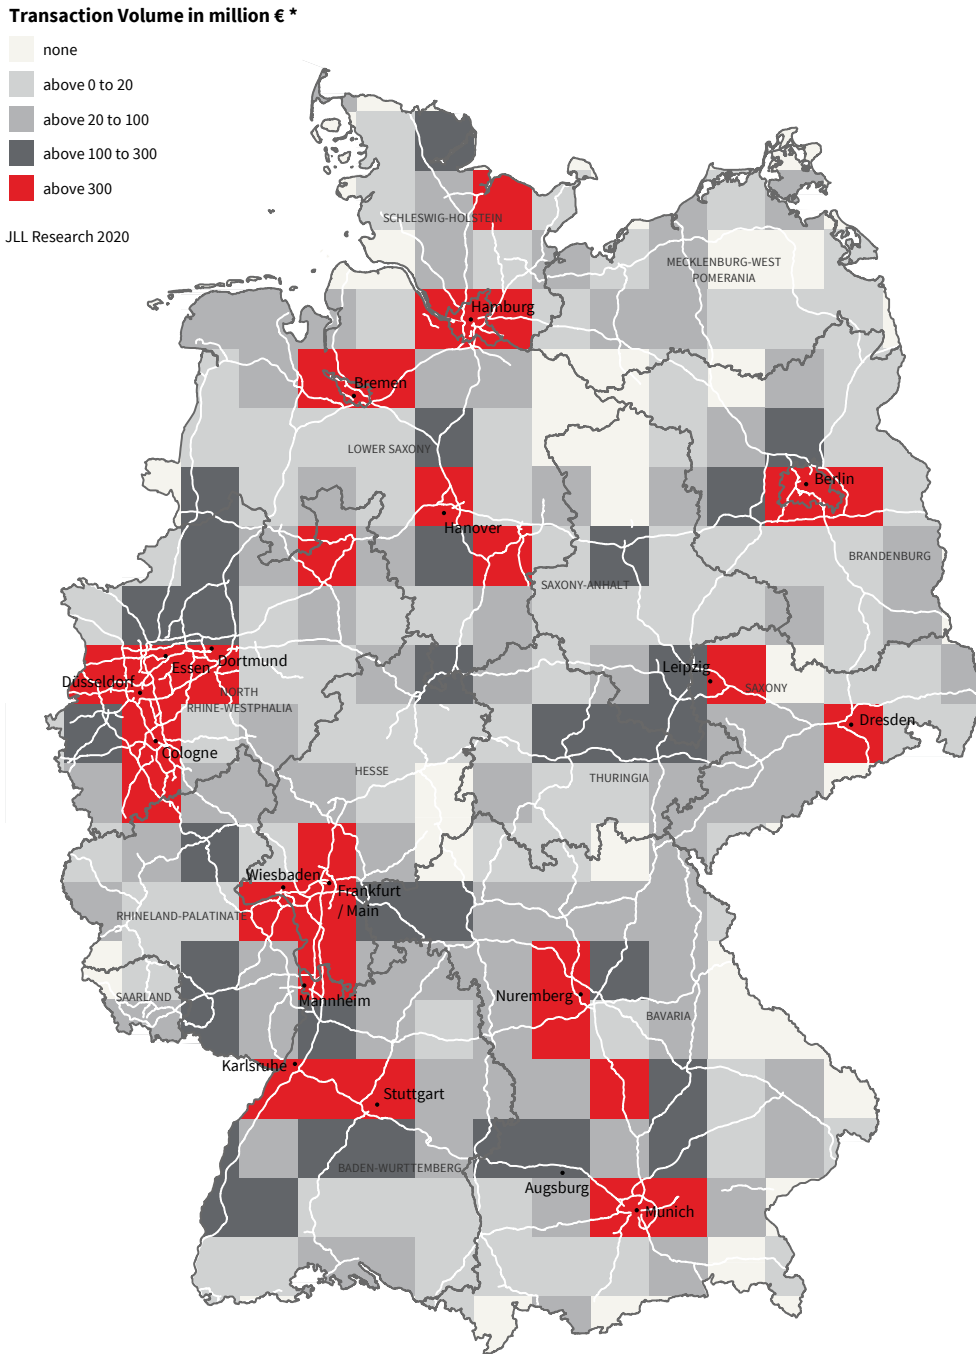 Transaction Volume in million € *
none
above 0 to 20
above 20 to 100
above 100 to 300
above 300
JLL Research 2020
SCHLESWIG-HOLSTEIN
MECKLENBURG-WEST
POMERANIA
Hamburg
Bremen
LOWER SAXONY
Berlin
Hanover
BRANDENBURG
SAXONY-ANHALT
Dortmund
Essen
Leipzig
Düsseldorf
SAXONY
NORTH
RHINE-WESTPHALIA
Dresden
Cologne
HESSE
THURINGIA
Wiesbaden
Frankfurt
/ Main
RHINELAND-PALATINATE
SAARLAND
Mannheim
Nuremberg
BAVARIA
Karlsruhe
Stuttgart
BADEN-WURTTEMBERG
Augsburg
Munich